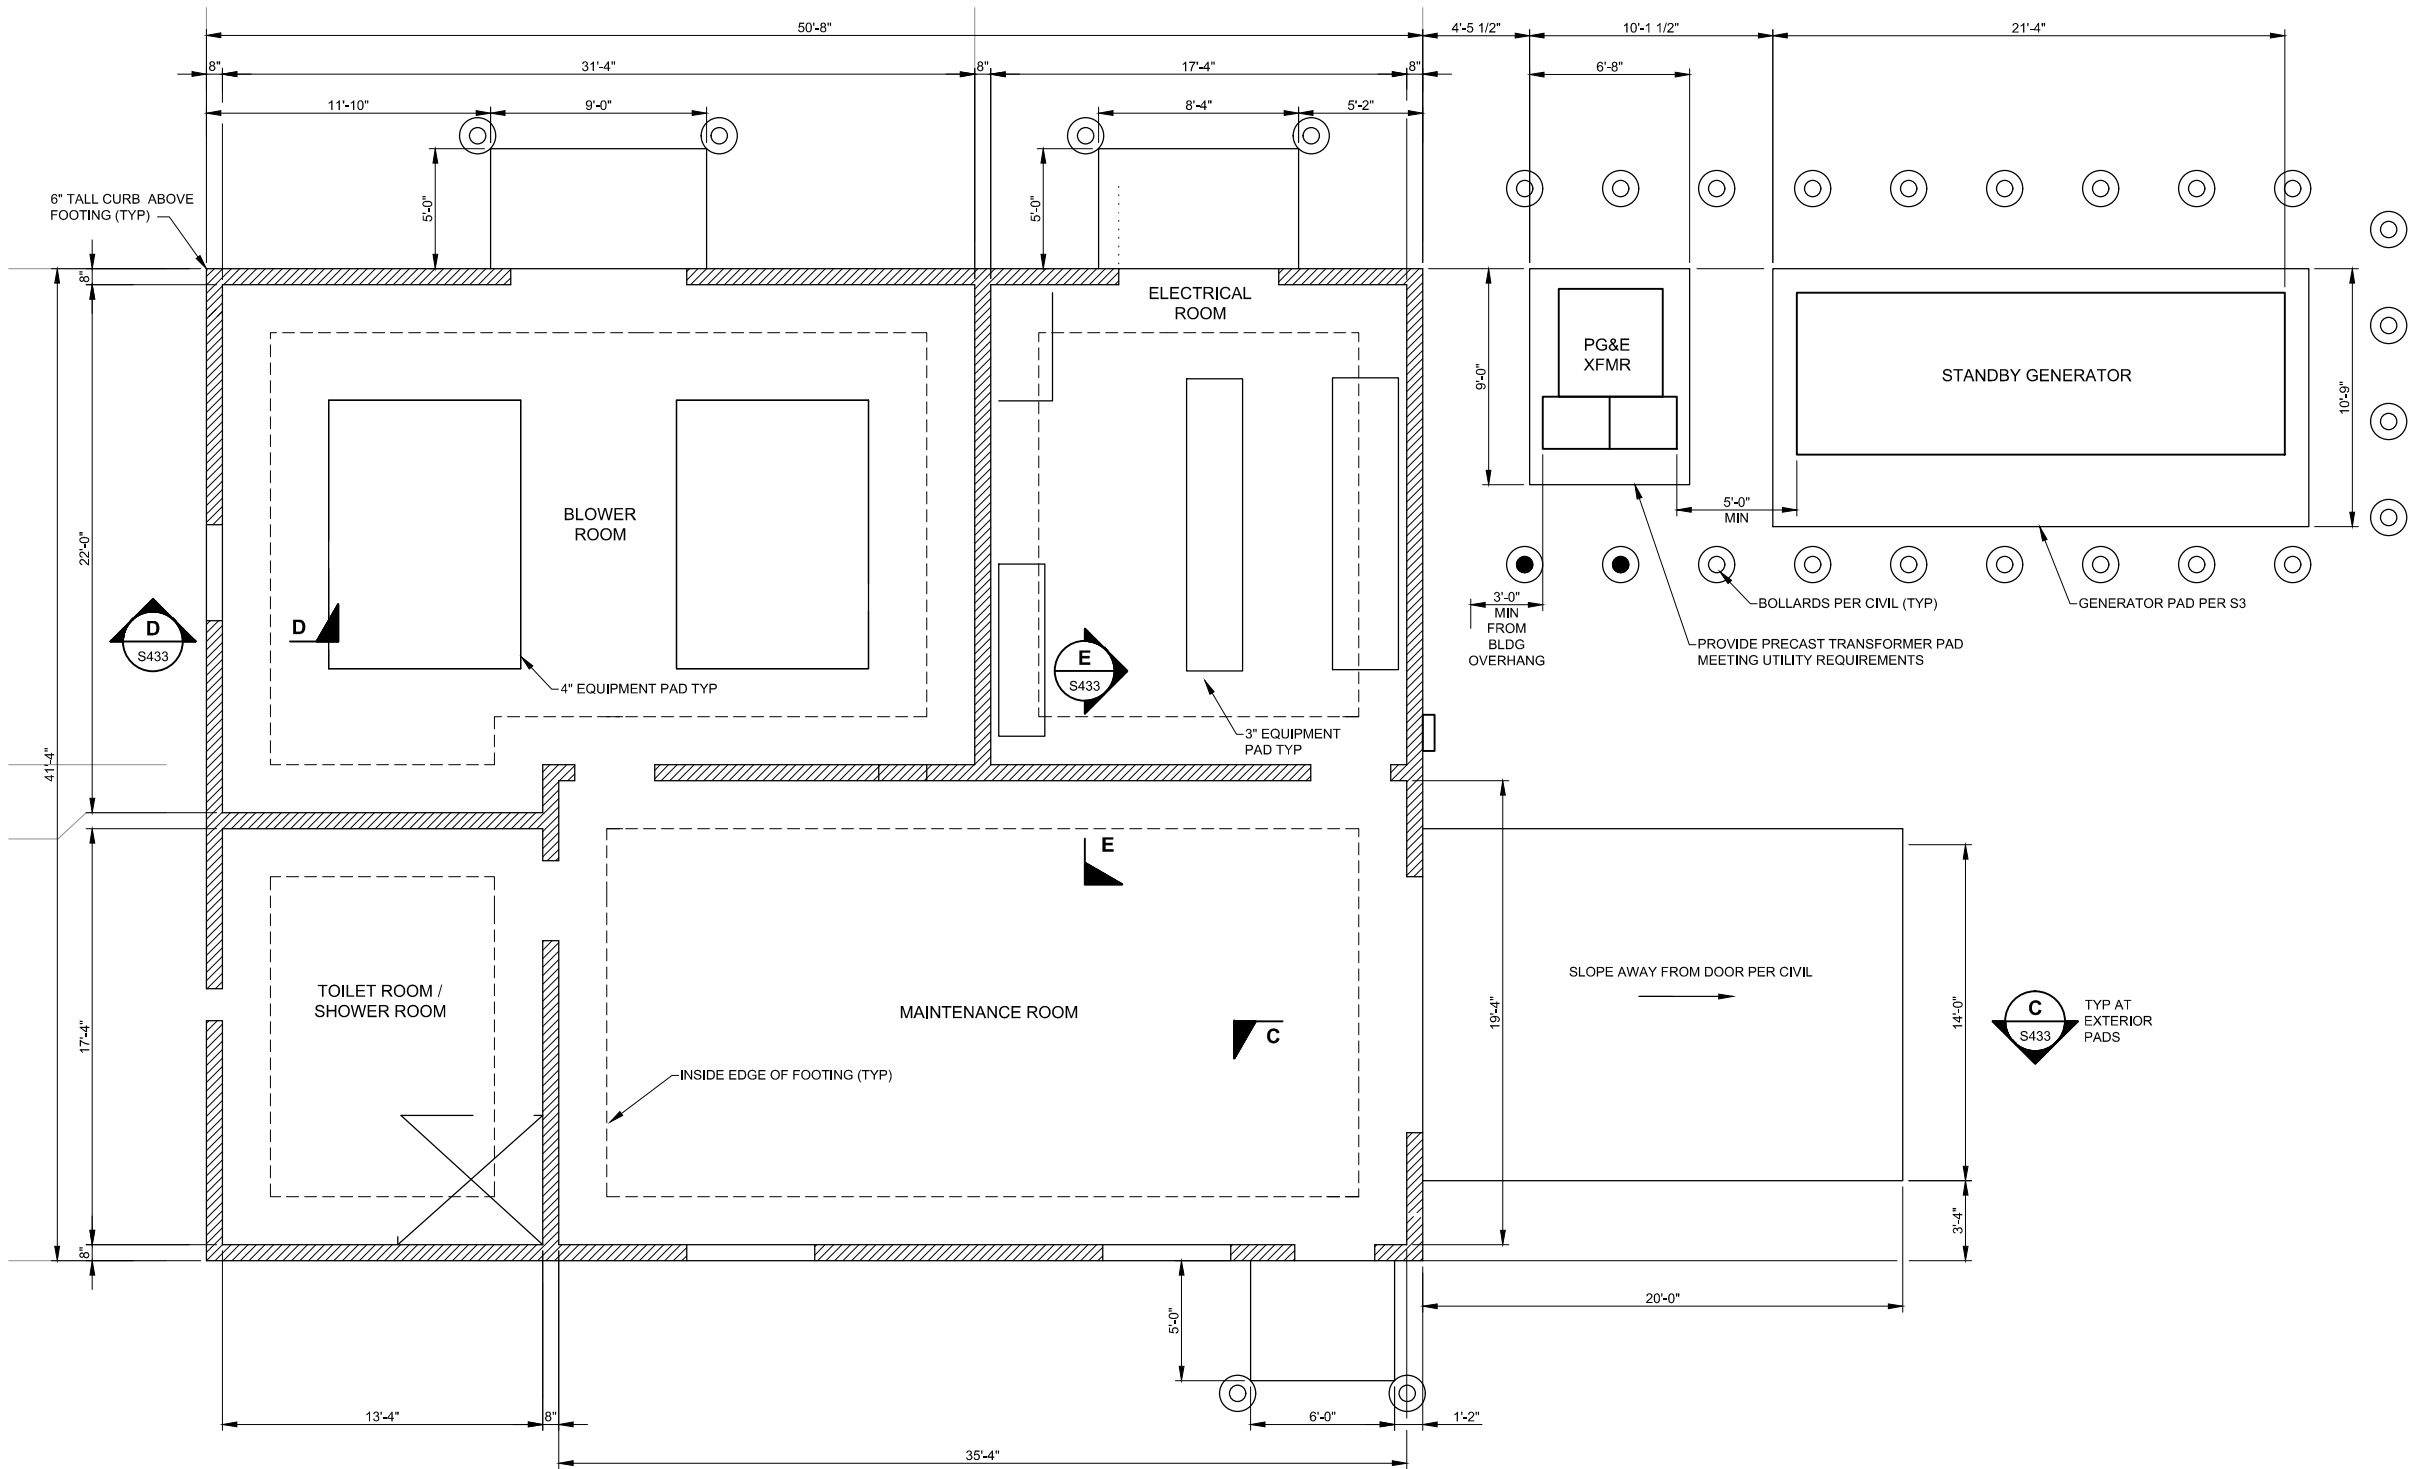 50'-8"
4'-5 1/2"
10'-1 1/2"
21'-4"
8"
31'-4"
8"
17'-4"
8"
6'-8"
11'-10"
9'-0"
8'-4"
5'-2"
6" TALL CURB ABOVE
FOOTING (TYP)
5'-0"
5'-0"
8"
ELECTRICAL
ROOM
PG&E
XFMR
STANDBY GENERATOR
9'-0"
10'-9"
BLOWER
ROOM
5'-0"
MIN
22'-0"
3'-0"
MIN
FROM
BLDG
OVERHANG
BOLLARDS PER CIVIL (TYP)
GENERATOR PAD PER S3
D
S433
D
E
S433
PROVIDE PRECAST TRANSFORMER PAD
MEETING UTILITY REQUIREMENTS
4" EQUIPMENT PAD TYP
3" EQUIPMENT
PAD TYP
41'-4"
E
SLOPE AWAY FROM DOOR PER CIVIL
TOILET ROOM /
SHOWER ROOM
MAINTENANCE ROOM
C
19'-4"
14'-0"
C
S433
TYP AT
EXTERIOR
PADS
17'-4"
INSIDE EDGE OF FOOTING (TYP)
3'-4"
8"
20'-0"
5'-0"
13'-4"
8"
6'-0"
1'-2"
35'-4"